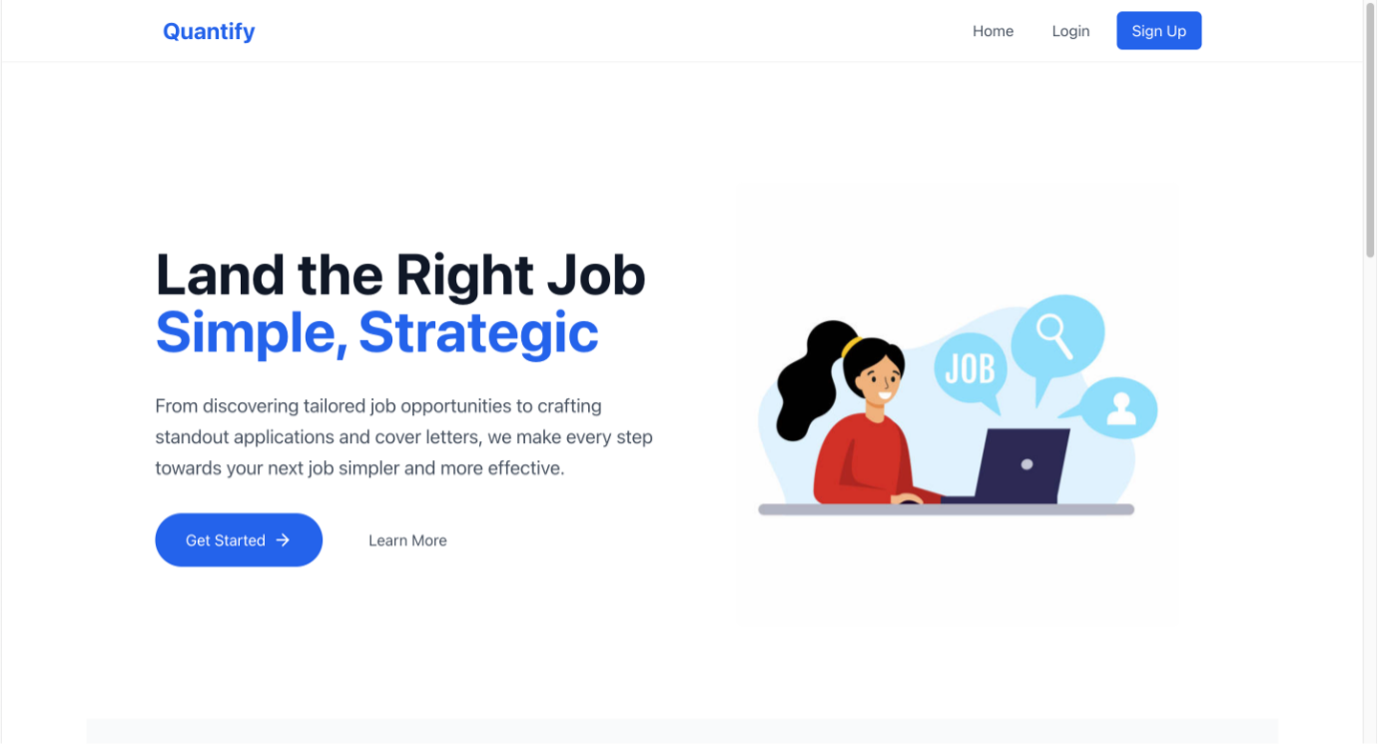 Quantify
Home
Login
Sign Up
Land the Right Job
Simple, Strategic
From discovering tailored job opportunities to crafting
standout applications and cover letters, we make every step
towards your next job simpler and more effective.
JOB
Get Started
Learn More